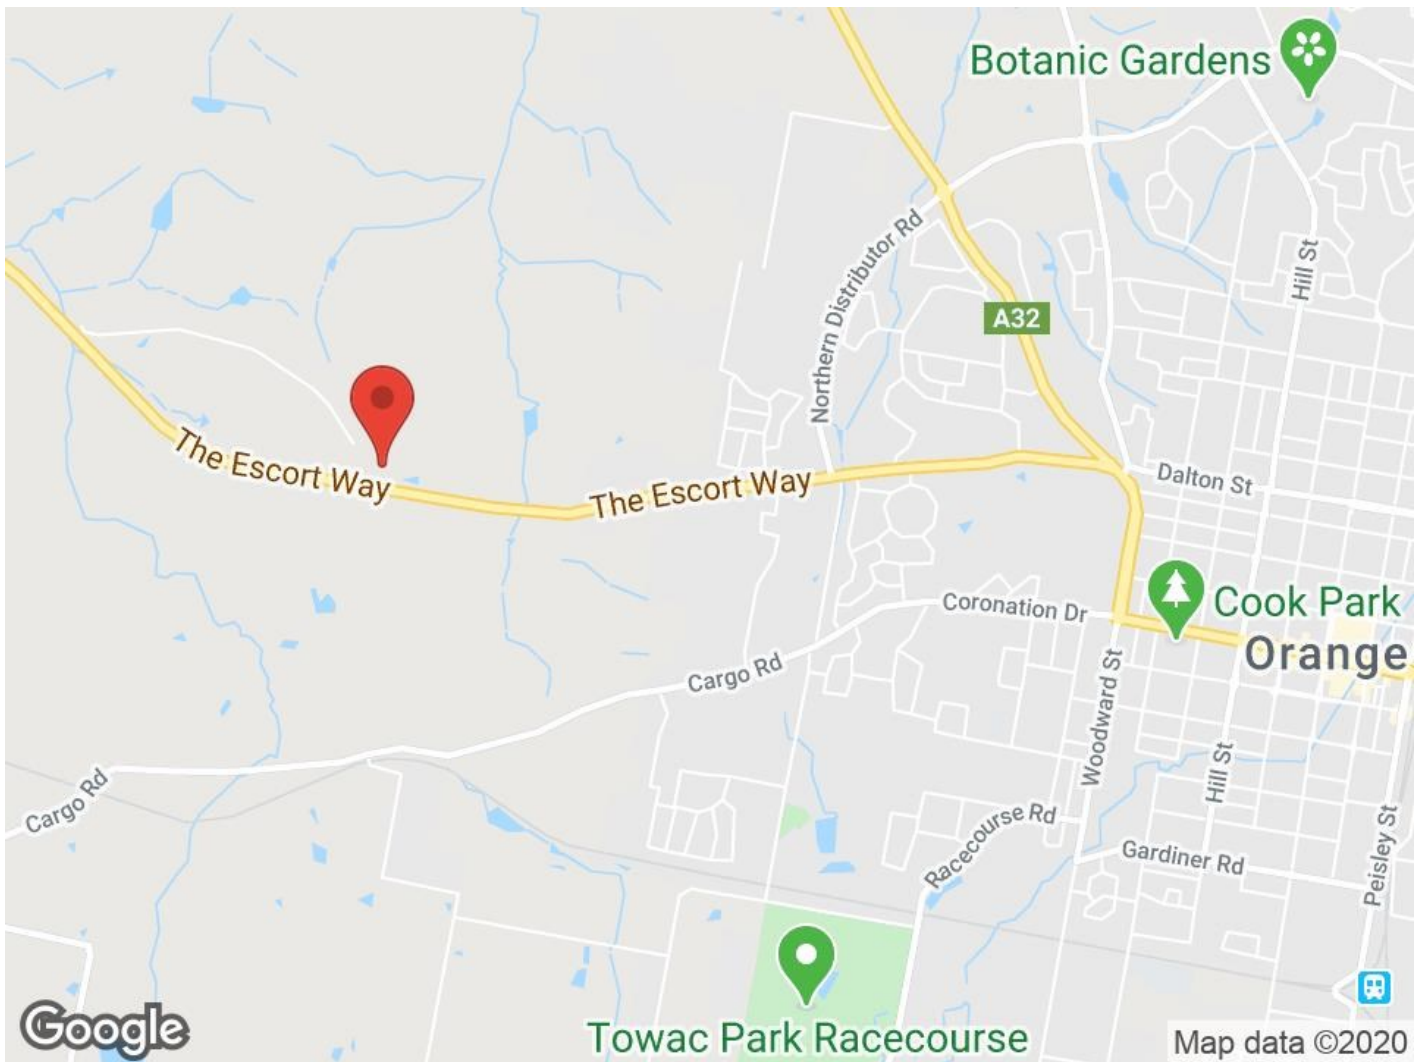 Botanic Gardens
Hill St
Northern Distributor Rd
A32
The Escort Way
The Escort Way
Dalton St
Coronation Dr
Cook Park
Orange
Cargo Rd
Woodward St
Hill St
Cargo Rd
Racecourse Rd
Gardiner Rd
Peisley St
Google
Towac Park Racecourse
Map data ©2020